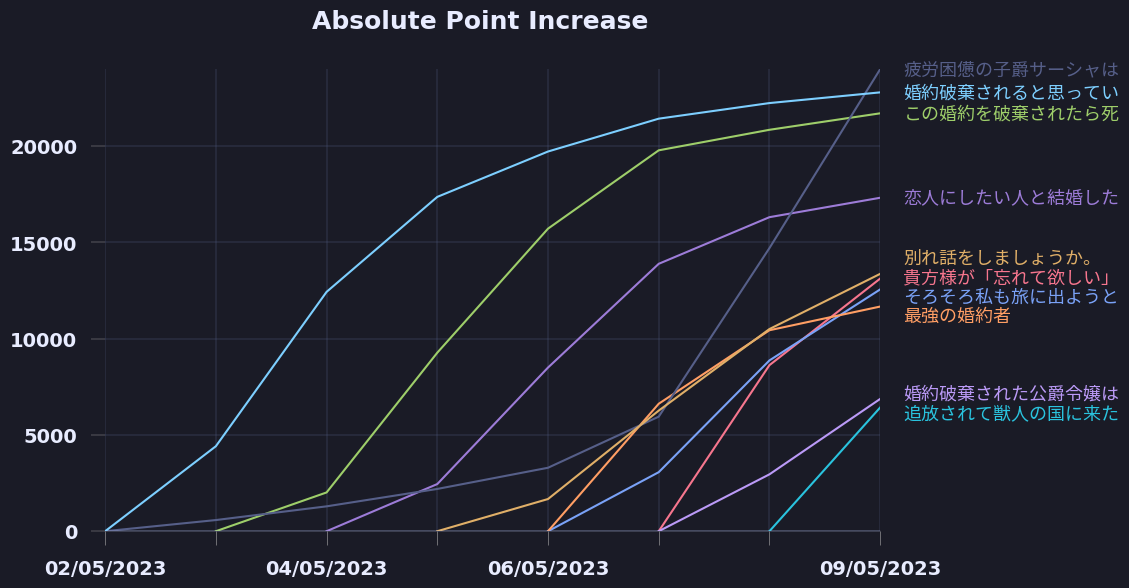 Absolute Point Increase
疲労困憊の子爵サーシャは
婚約破棄されると思ってい
この婚約を破棄されたら死
20000
恋人にしたい人と結婚した
15000
別れ話をしましょうか。
貴方様が「忘れて欲しい」
そろそろ私も旅に出ようと
最強の婚約者
10000
婚約破棄された公爵令嬢は
追放されて獣人の国に来た
5000
0
02/05/2023
04/05/2023
06/05/2023
09/05/2023